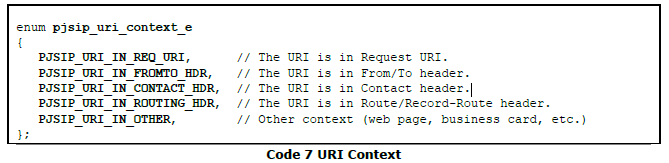 enum pjsip_uri_context_e
{
PJSIP_URI_IN_REQ_URI, // The URI is in Request URI.
PJSIP_URI_IN_FROMTO_HDR, // The URI is in From/To header.
PJSIP_URI_IN_CONTACT_HDR, // The URI is in Contact header.
PJSIP_URI_IN_ROUTING_HDR, // The URI is in Route/Record-Route header.
PJSIP_URI_IN_OTHER, // Other context (web page, business card, etc.)
};
Code 7 URI Context